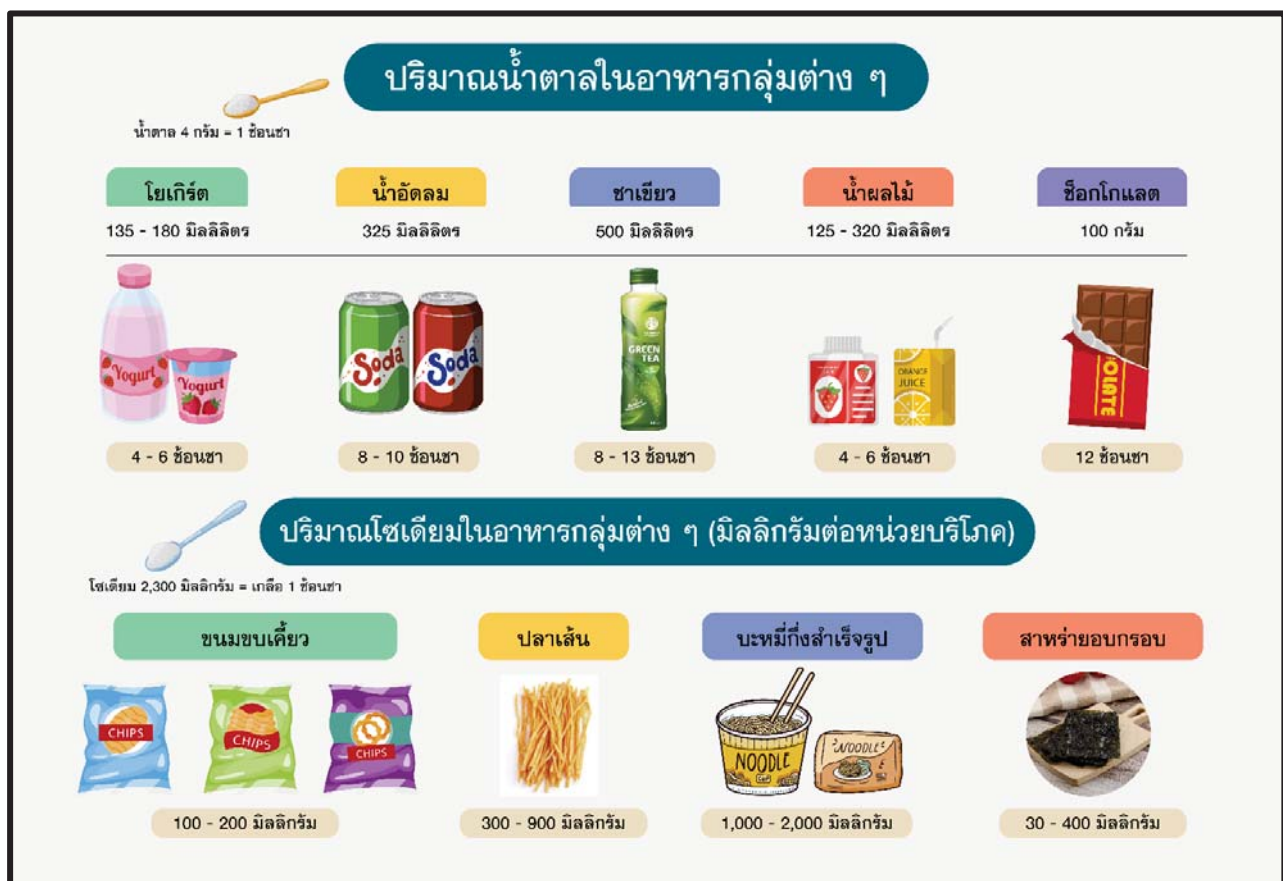 ปริมาณน้ำตาลในอาหารกลุ่มต่าง ๆ
น้ำตาล 4 กรัม = 1 ช้อนชา
โยเกิร์ต
น้ำอัดลม
ชาเขียว
น้ำผลไม้
ช็อกโกแลต
135 - 180 มิลลิลิตร
325 มิลลิลิตร
500 มิลลิลิตร
125 - 320 มิลลิลิตร
100 กรัม
Yogurt
Yogurt
Soda
Soda
GREEN
TEA
ORANGE
JUICE
OLATE
4 - 6 ช้อนชา
8 - 10 ช้อนชา
8 - 13 ช้อนชา
4 - 6 ช้อนชา
12 ช้อนชา
ปริมาณโซเดียมในอาหารกลุ่มต่าง ๆ (มิลลิกรัมต่อหน่วยบริโภค)
โซเดียม 2,300 มิลลิกรัม = เกลือ 1 ช้อนชา
ขนมขบเคี้ยว
ปลาเส้น
บะหมี่กึ่งสำเร็จรูป
สาหร่ายอบกรอบ
CHIPS
CHIPS
CHIPS
NOODLE
NOODLE
100 - 200 มิลลิกรัม
300 - 900 มิลลิกรัม
1,000 - 2,000 มิลลิกรัม
30 - 400 มิลลิกรัม